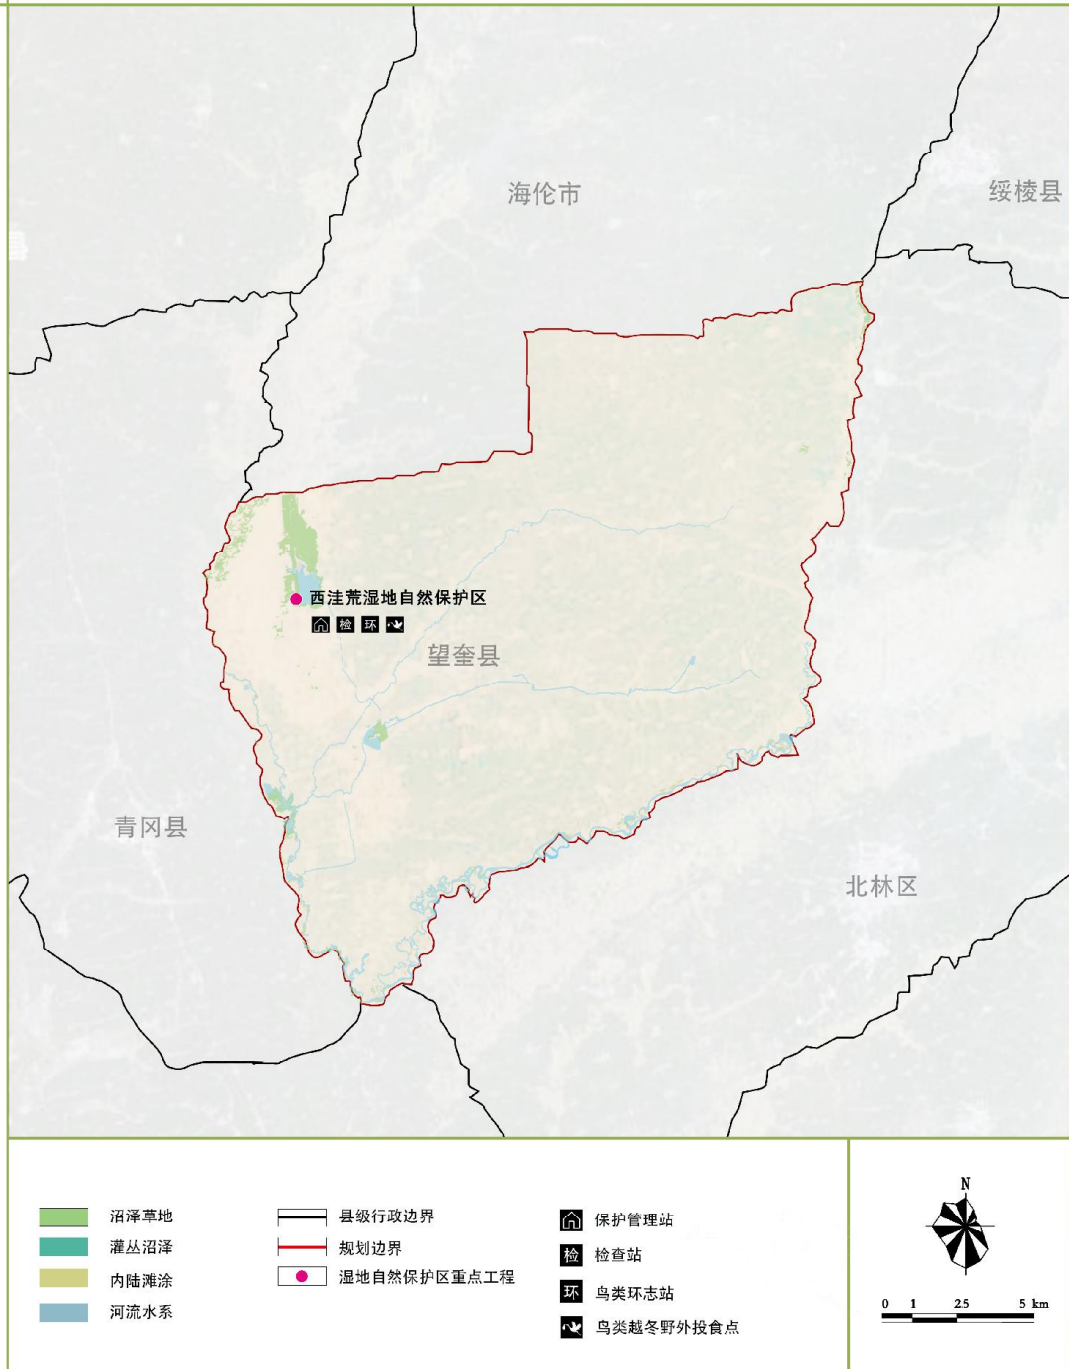 海伦市
绥棱县
西洼荒湿地自然保护区
检 环
望奎县
青冈县
北林区
沼泽草地
灌丛沼泽
内陆滩涂
河流水系
县级行政边界
规划边界
湿地自然保护区重点工程
保护管理站
检 检查站
环 鸟类环志站
鸟类越冬野外投食点
N
0 1 2.5 5 km